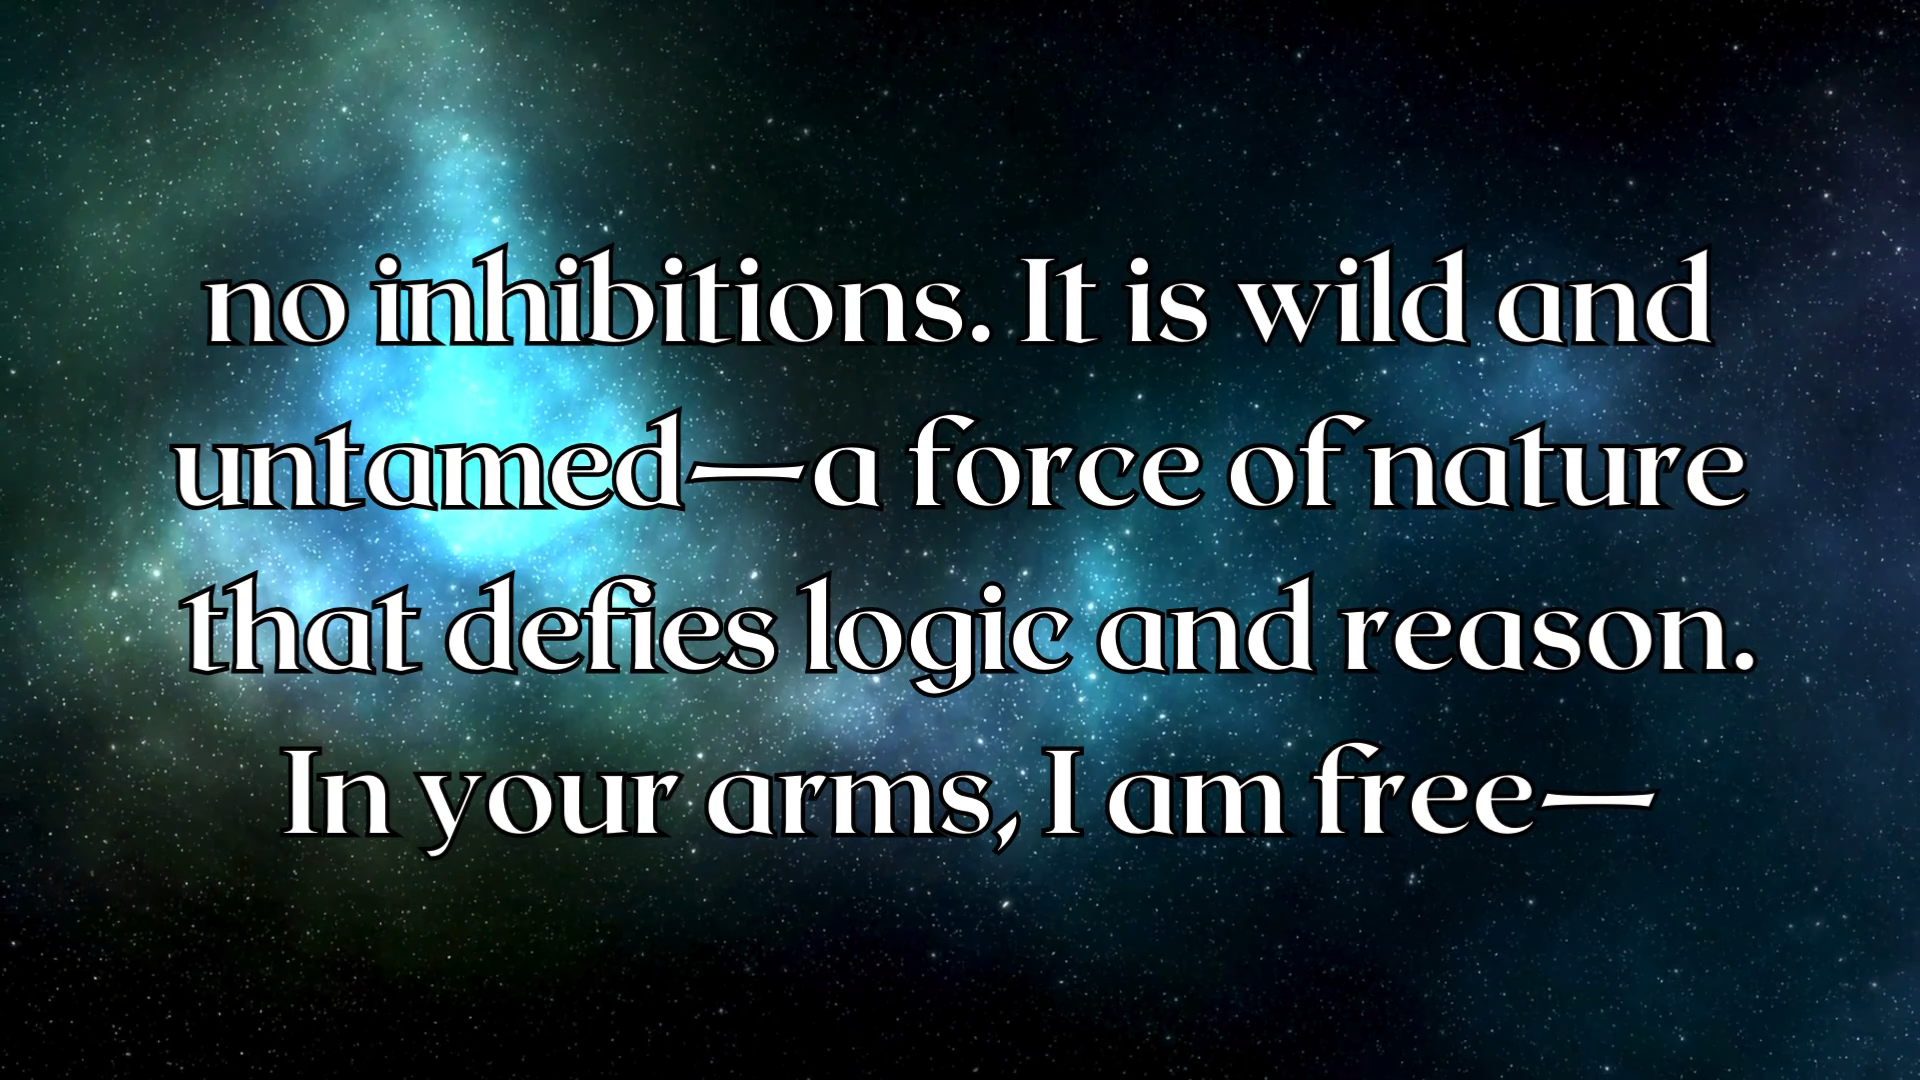 no inhibitions. It is wild and
untamed—a force of nature
that defies logic and reason.
In your arms, I am free—